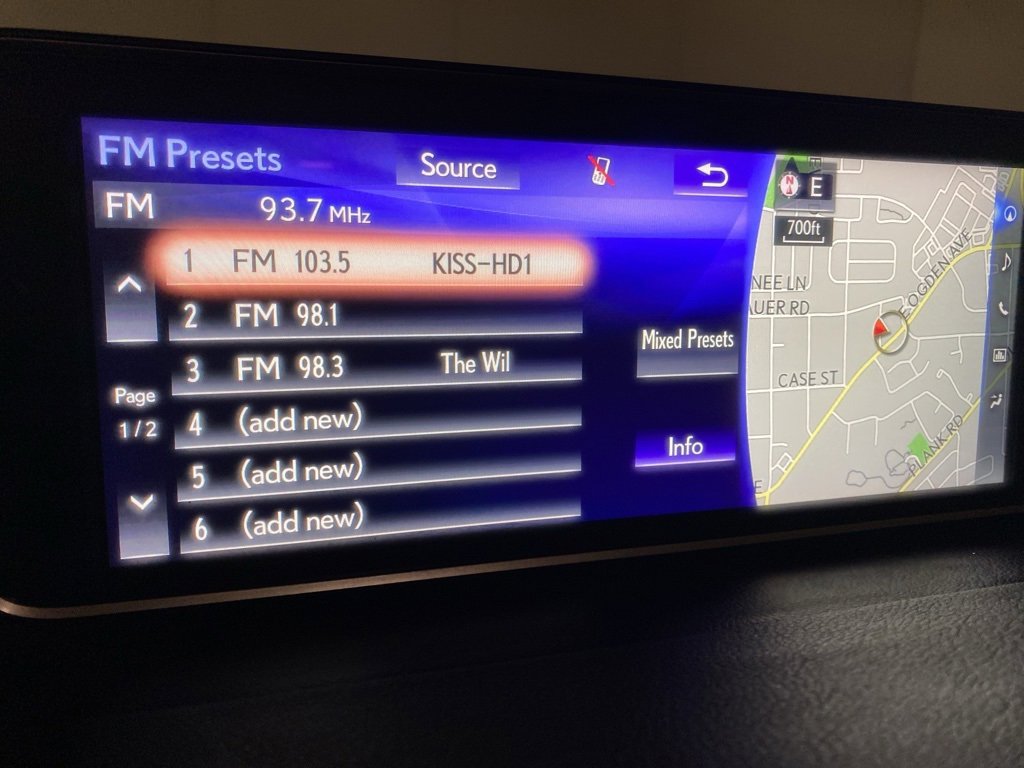 FM Presets
Source
FM
93.7 MHz
1 FM 103.5 KISS-HD1
2 FM 98.1
3 FM 98.3 The Wil
4 (add new)
5 (add new)
6 (add new)
Page
1/2
Mixed Presets
Info
N
E
700ft
NEE LN
AUER RD
E OGDEN AVE
CASE ST
PLANK RD
E